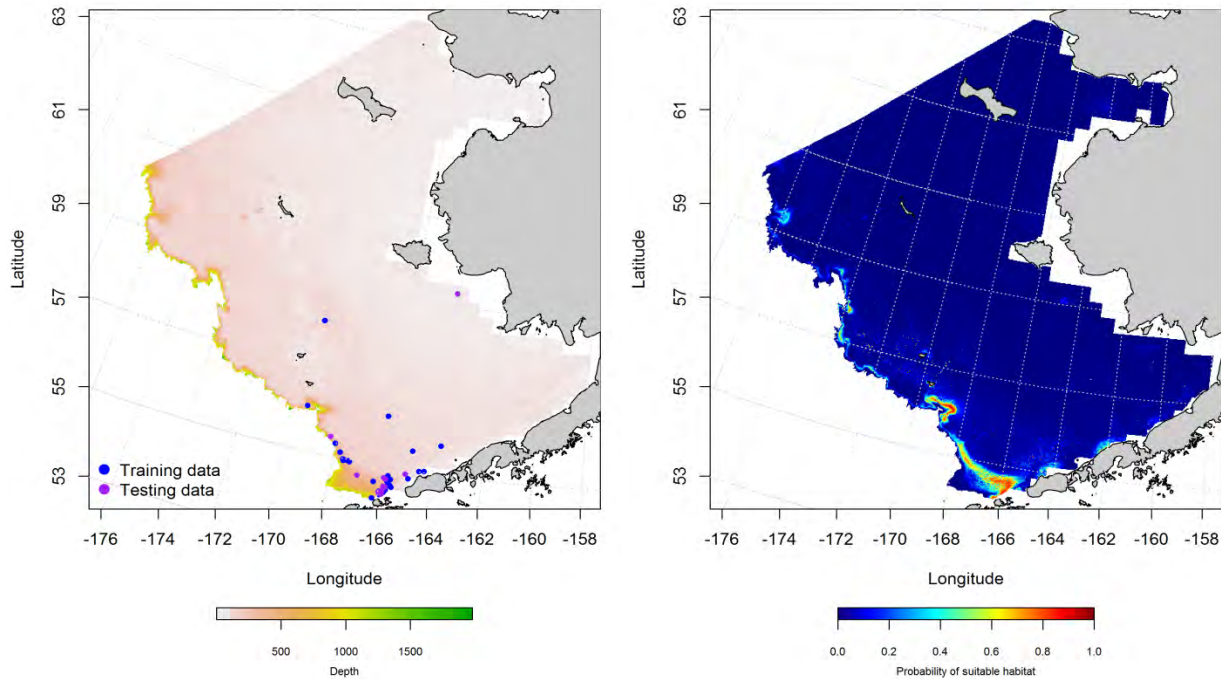 63
61
59
57
55
53
Latitude
Training data
Testing data
-176 -174 -172 -170 -168 -166 -164 -162 -160 -158
Longitude
500 1000 1500
Depth
63
61
59
57
55
53
Latitude
-176 -174 -172 -170 -168 -166 -164 -162 -160 -158
Longitude
0.0 0.2 0.4 0.6 0.8 1.0
Probability of suitable habitat